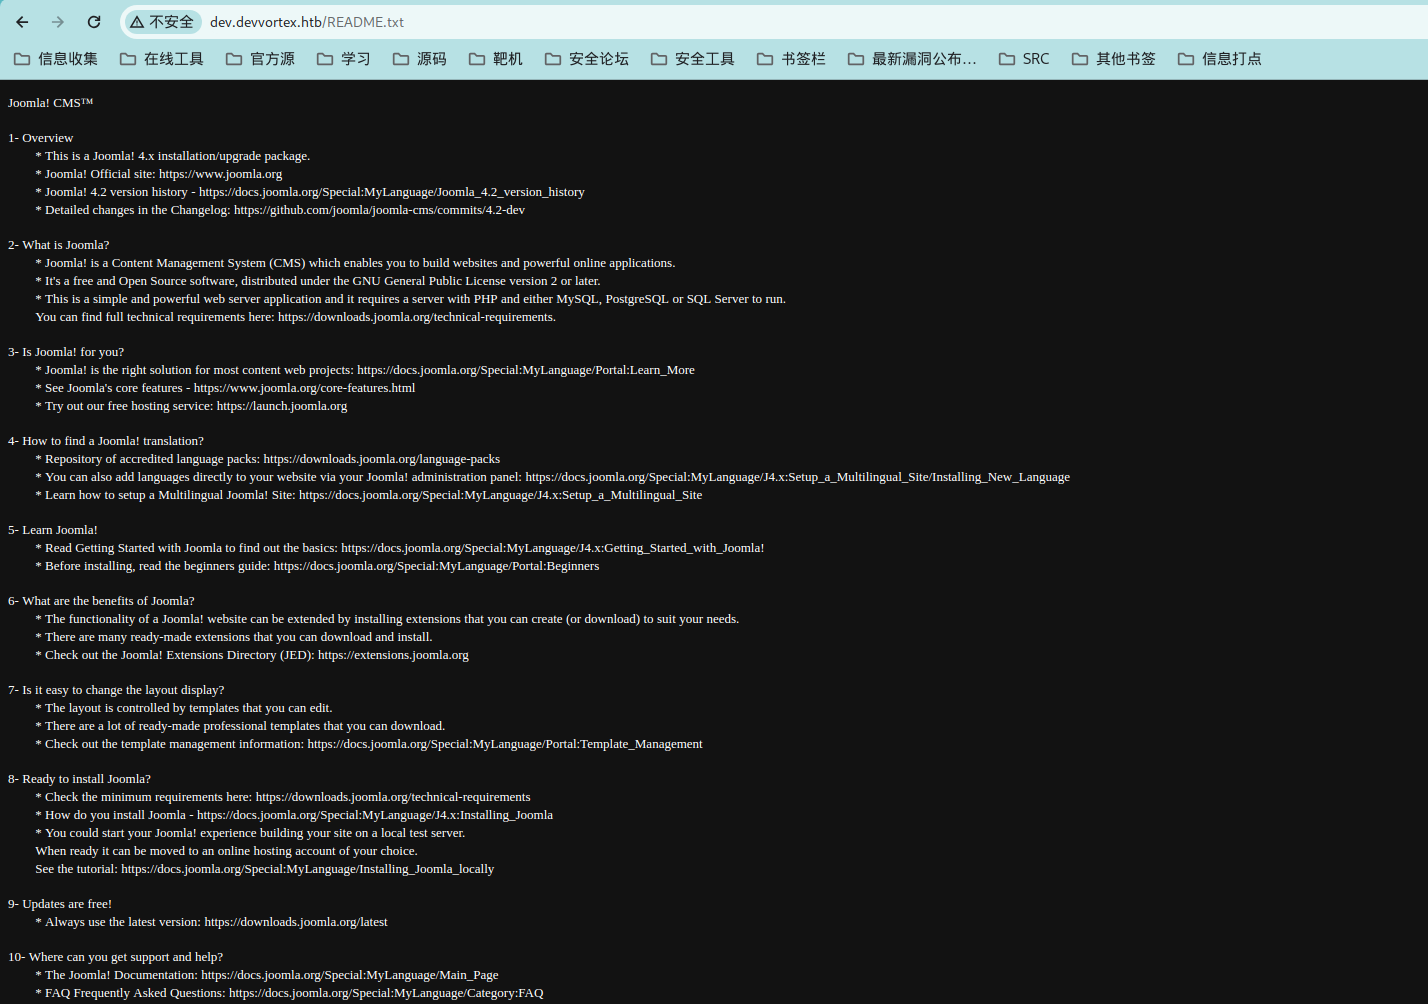 不安全 dev.devvortex.htb/README.txt
信息收集 在线工具 官方源 学习 源码 靶机 安全论坛 安全工具 书签栏 最新漏洞公布… SRC 其他书签 信息打点
Joomla! CMS™
1- Overview
* This is a Joomla! 4.x installation/upgrade package.
* Joomla! Official site: https://www.joomla.org
* Joomla! 4.2 version history - https://docs.joomla.org/Special:MyLanguage/Joomla_4.2_version_history
* Detailed changes in the Changelog: https://github.com/joomla/joomla-cms/commits/4.2-dev
2- What is Joomla?
* Joomla! is a Content Management System (CMS) which enables you to build websites and powerful online applications.
* It's a free and Open Source software, distributed under the GNU General Public License version 2 or later.
* This is a simple and powerful web server application and it requires a server with PHP and either MySQL, PostgreSQL or SQL Server to run.
You can find full technical requirements here: https://downloads.joomla.org/technical-requirements.
3- Is Joomla! for you?
* Joomla! is the right solution for most content web projects: https://docs.joomla.org/Special:MyLanguage/Portal:Learn_More
* See Joomla's core features - https://www.joomla.org/core-features.html
* Try out our free hosting service: https://launch.joomla.org
4- How to find a Joomla! translation?
* Repository of accredited language packs: https://downloads.joomla.org/language-packs
* You can also add languages directly to your website via your Joomla! administration panel: https://docs.joomla.org/Special:MyLanguage/J4.x:Setup_a_Multilingual_Site/Installing_New_Language
* Learn how to setup a Multilingual Joomla! Site: https://docs.joomla.org/Special:MyLanguage/J4.x:Setup_a_Multilingual_Site
5- Learn Joomla!
* Read Getting Started with Joomla to find out the basics: https://docs.joomla.org/Special:MyLanguage/J4.x:Getting_Started_with_Joomla!
* Before installing, read the beginners guide: https://docs.joomla.org/Special:MyLanguage/Portal:Beginners
6- What are the benefits of Joomla?
* The functionality of a Joomla! website can be extended by installing extensions that you can create (or download) to suit your needs.
* There are many ready-made extensions that you can download and install.
* Check out the Joomla! Extensions Directory (JED): https://extensions.joomla.org
7- Is it easy to change the layout display?
* The layout is controlled by templates that you can edit.
* There are a lot of ready-made professional templates that you can download.
* Check out the template management information: https://docs.joomla.org/Special:MyLanguage/Portal:Template_Management
8- Ready to install Joomla?
* Check the minimum requirements here: https://downloads.joomla.org/technical-requirements
* How do you install Joomla - https://docs.joomla.org/Special:MyLanguage/J4.x:Installing_Joomla
* You could start your Joomla! experience building your site on a local test server.
When ready it can be moved to an online hosting account of your choice.
See the tutorial: https://docs.joomla.org/Special:MyLanguage/Installing_Joomla_locally
9- Updates are free!
* Always use the latest version: https://downloads.joomla.org/latest
10- Where can you get support and help?
* The Joomla! Documentation: https://docs.joomla.org/Special:MyLanguage/Main_Page
* FAQ Frequently Asked Questions: https://docs.joomla.org/Special:MyLanguage/Category:FAQ